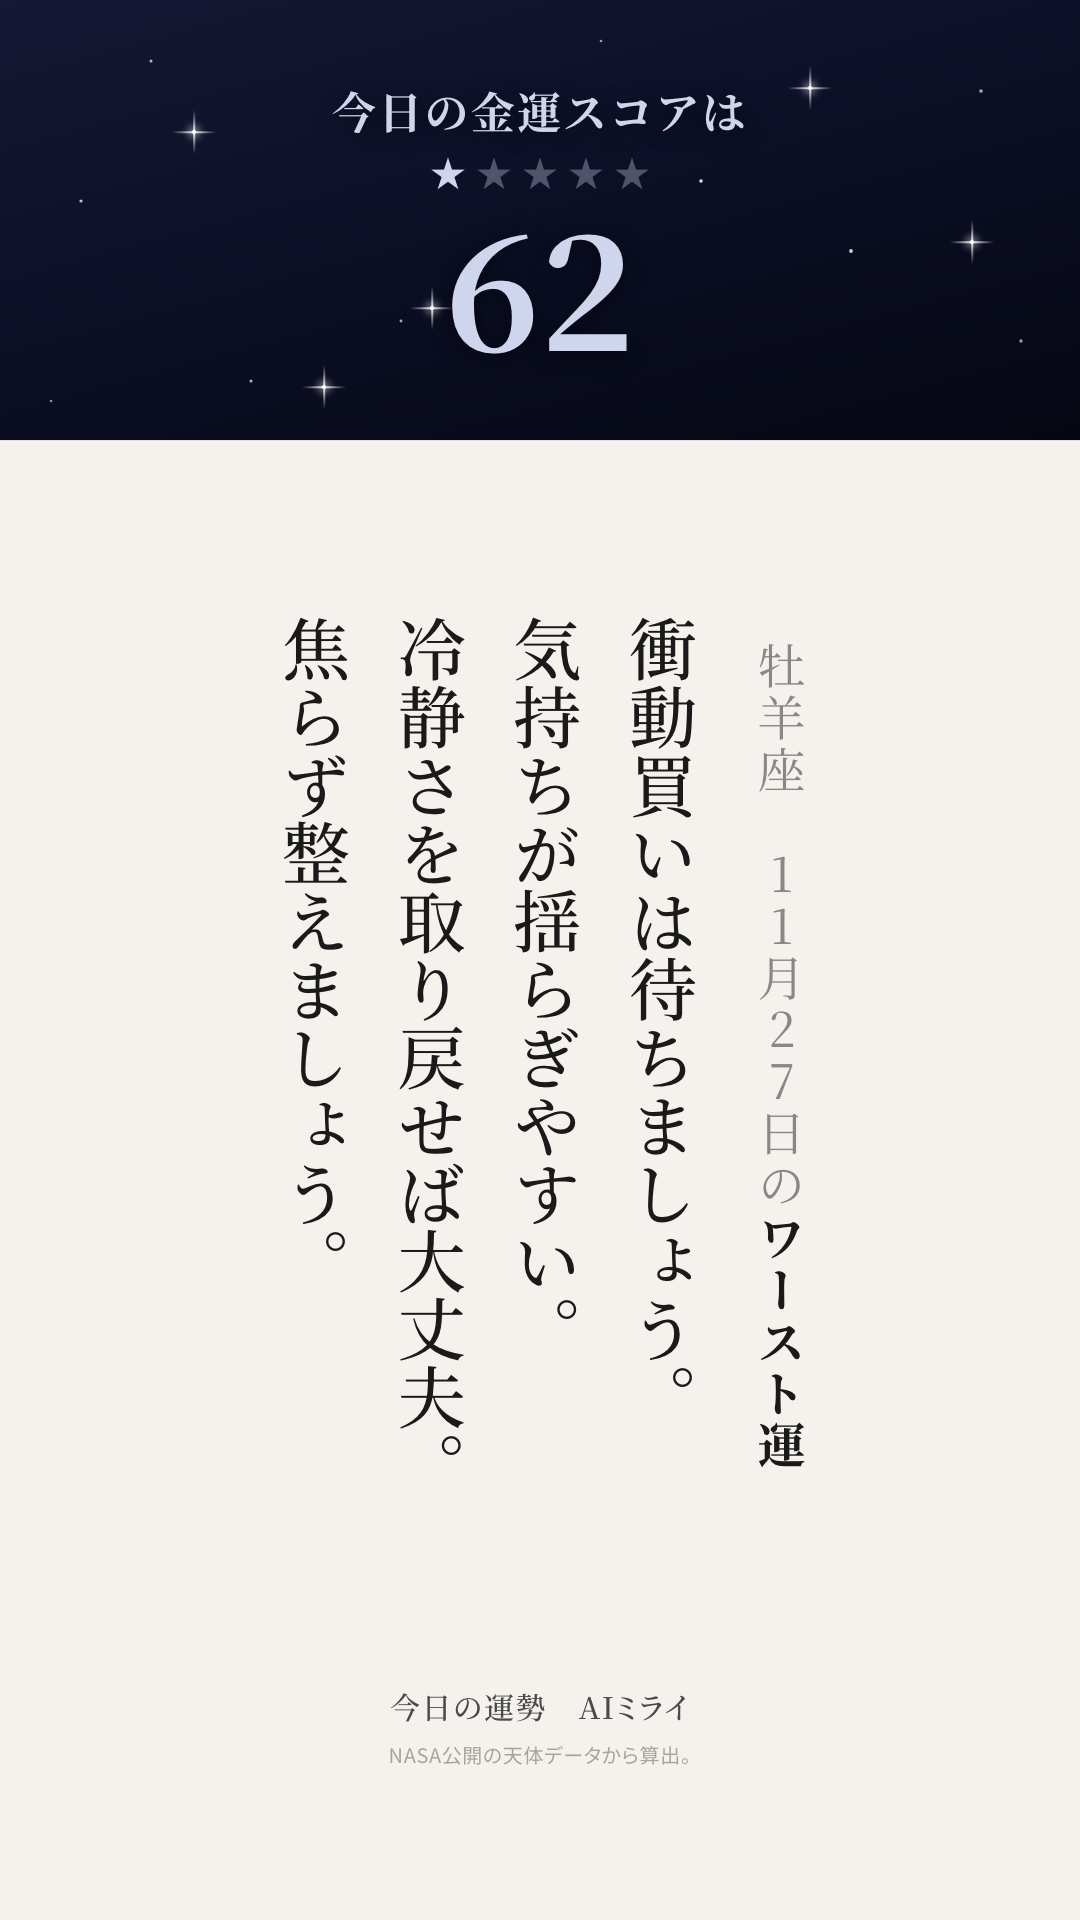 今日の金運スコアは
★★★★★
62
牡羊座　11月27日のワースト運
衝動買いは待ちましょう。
気持ちが揺らぎやすい。
冷静さを取り戻せば大丈夫。
焦らず整えましょう。
今日の運勢　AIミライ
NASA公開の天体データから算出。